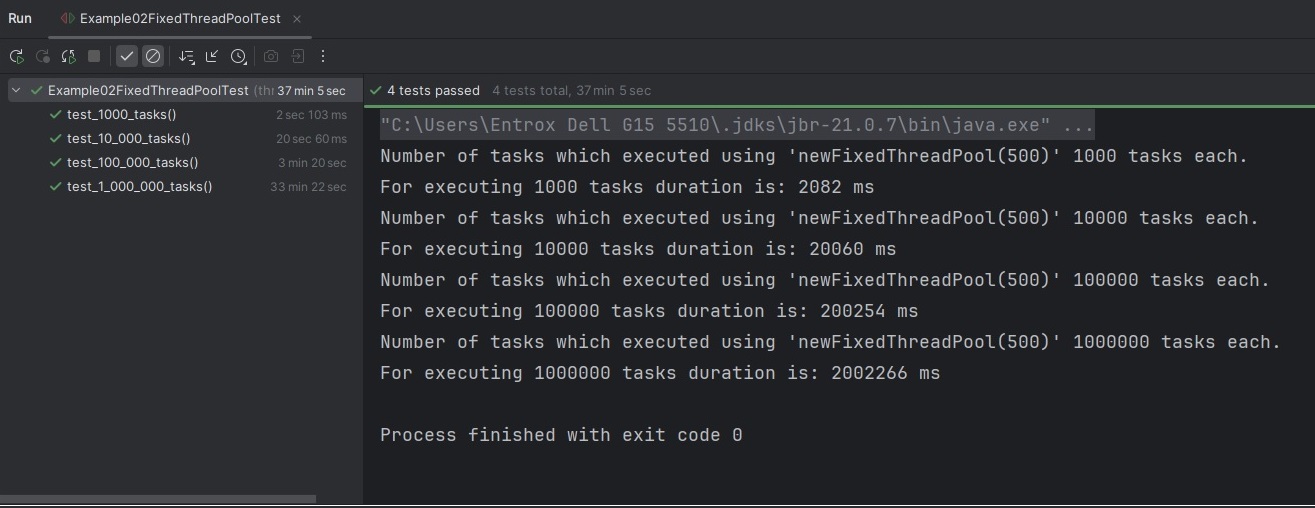 Run Example02FixedThreadPoolTest
Example02FixedThreadPoolTest (thr 37 min 5 sec
test_1000_tasks() 2 sec 103 ms
test_10_000_tasks() 20 sec 60 ms
test_100_000_tasks() 3 min 20 sec
test_1_000_000_tasks() 33 min 22 sec
4 tests passed 4 tests total, 37 min 5 sec
"C:\Users\Entrox Dell G15 5510\.jdks\jbr-21.0.7\bin\java.exe" ...
Number of tasks which executed using 'newFixedThreadPool(500)' 1000 tasks each.
For executing 1000 tasks duration is: 2082 ms
Number of tasks which executed using 'newFixedThreadPool(500)' 10000 tasks each.
For executing 10000 tasks duration is: 20060 ms
Number of tasks which executed using 'newFixedThreadPool(500)' 100000 tasks each.
For executing 100000 tasks duration is: 200254 ms
Number of tasks which executed using 'newFixedThreadPool(500)' 1000000 tasks each.
For executing 1000000 tasks duration is: 2002266 ms
Process finished with exit code 0